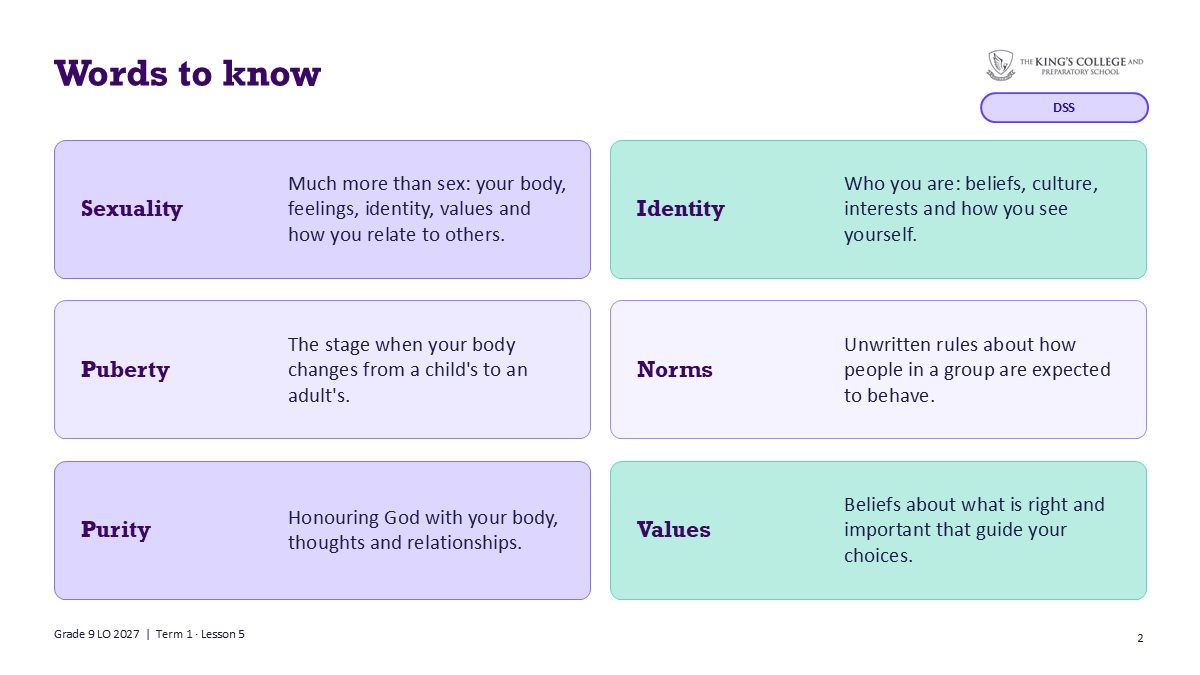 Words to know
THE KING'S COLLEGE AND
PREPARATORY SCHOOL
DSS
Sexuality
Much more than sex: your body,
feelings, identity, values and
how you relate to others.
Identity
Who you are: beliefs, culture,
interests and how you see
yourself.
Puberty
The stage when your body
changes from a child's to an
adult's.
Norms
Unwritten rules about how
people in a group are expected
to behave.
Purity
Honouring God with your body,
thoughts and relationships.
Values
Beliefs about what is right and
important that guide your
choices.
Grade 9 LO 2027 | Term 1 · Lesson 5
2